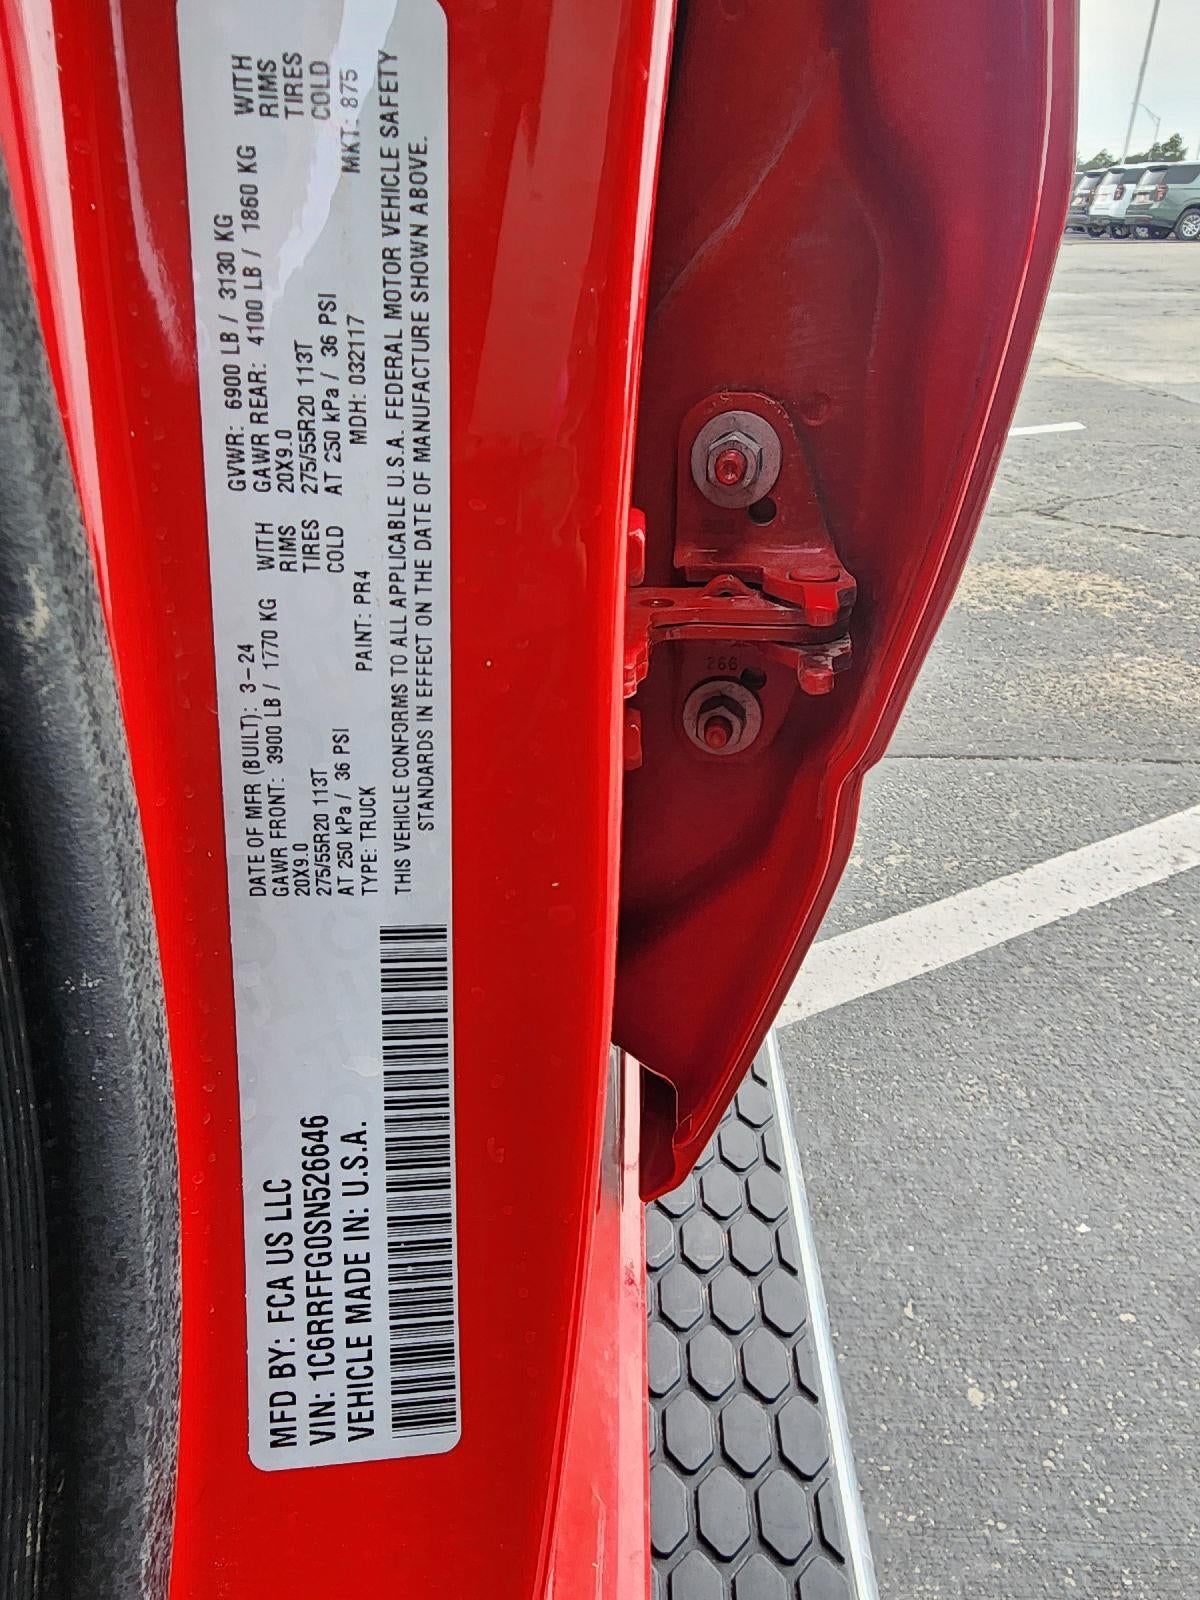 MFD BY: FCA US LLC
VIN: 1C6RRFFG0SN526646
VEHICLE MADE IN: U.S.A.
DATE OF MFR (BUILT): 3-24 GVWR: 6900 LB / 3130 KG
GAWR FRONT: 3900 LB / 1770 KG WITH GAWR REAR: 4100 LB / 1860 KG WITH
20X9.0 RIMS 20X9.0 RIMS
275/55R20 113T TIRES 275/55R20 113T TIRES
AT 250 kPa / 36 PSI COLD AT 250 kPa / 36 PSI COLD
TYPE: TRUCK PAINT: PR4 MDH: 032117 MKT: 875
THIS VEHICLE CONFORMS TO ALL APPLICABLE U.S.A. FEDERAL MOTOR VEHICLE SAFETY
STANDARDS IN EFFECT ON THE DATE OF MANUFACTURE SHOWN ABOVE.
266